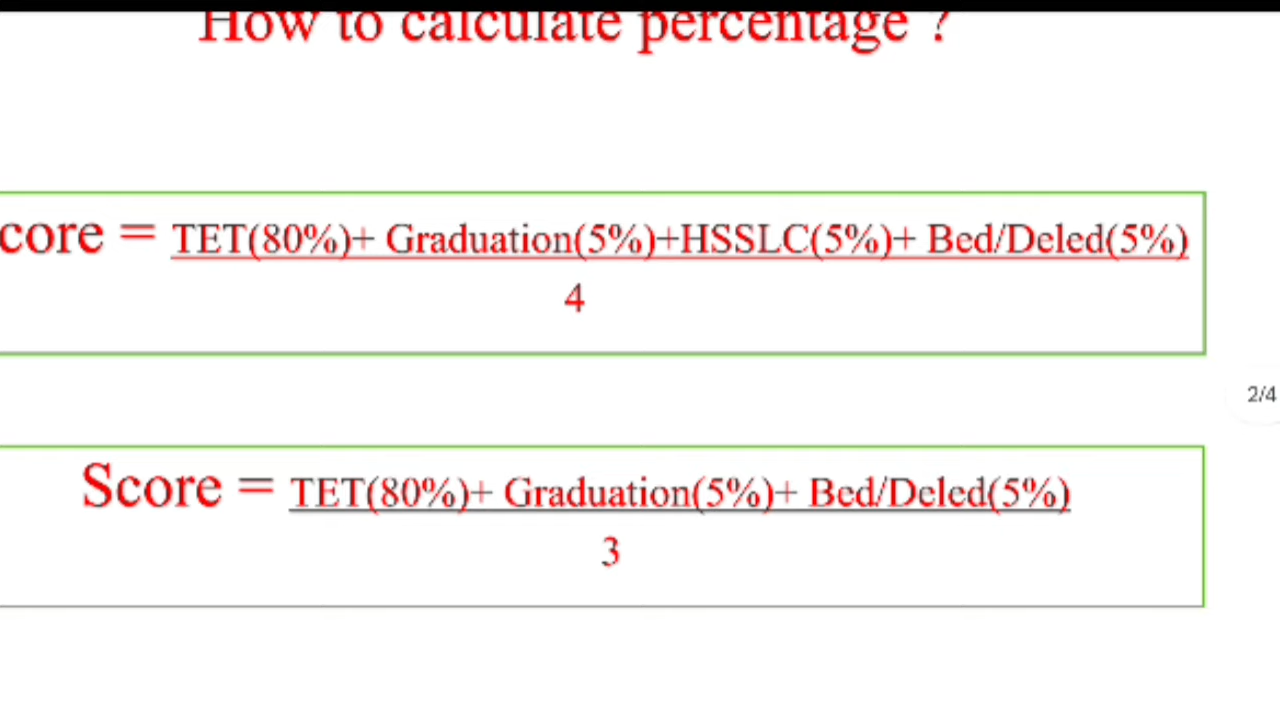 How to calculate percentage ?
core = TET(80%)+ Graduation(5%)+HSSLC(5%)+ Bed/Deled(5%)
4
2/4
Score = TET(80%)+ Graduation(5%)+ Bed/Deled(5%)
3